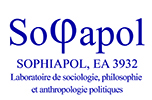 Soφapol
SOPHIAPOL, EA 3932
Laboratoire de sociologie, philosophie
et anthropologie politiques